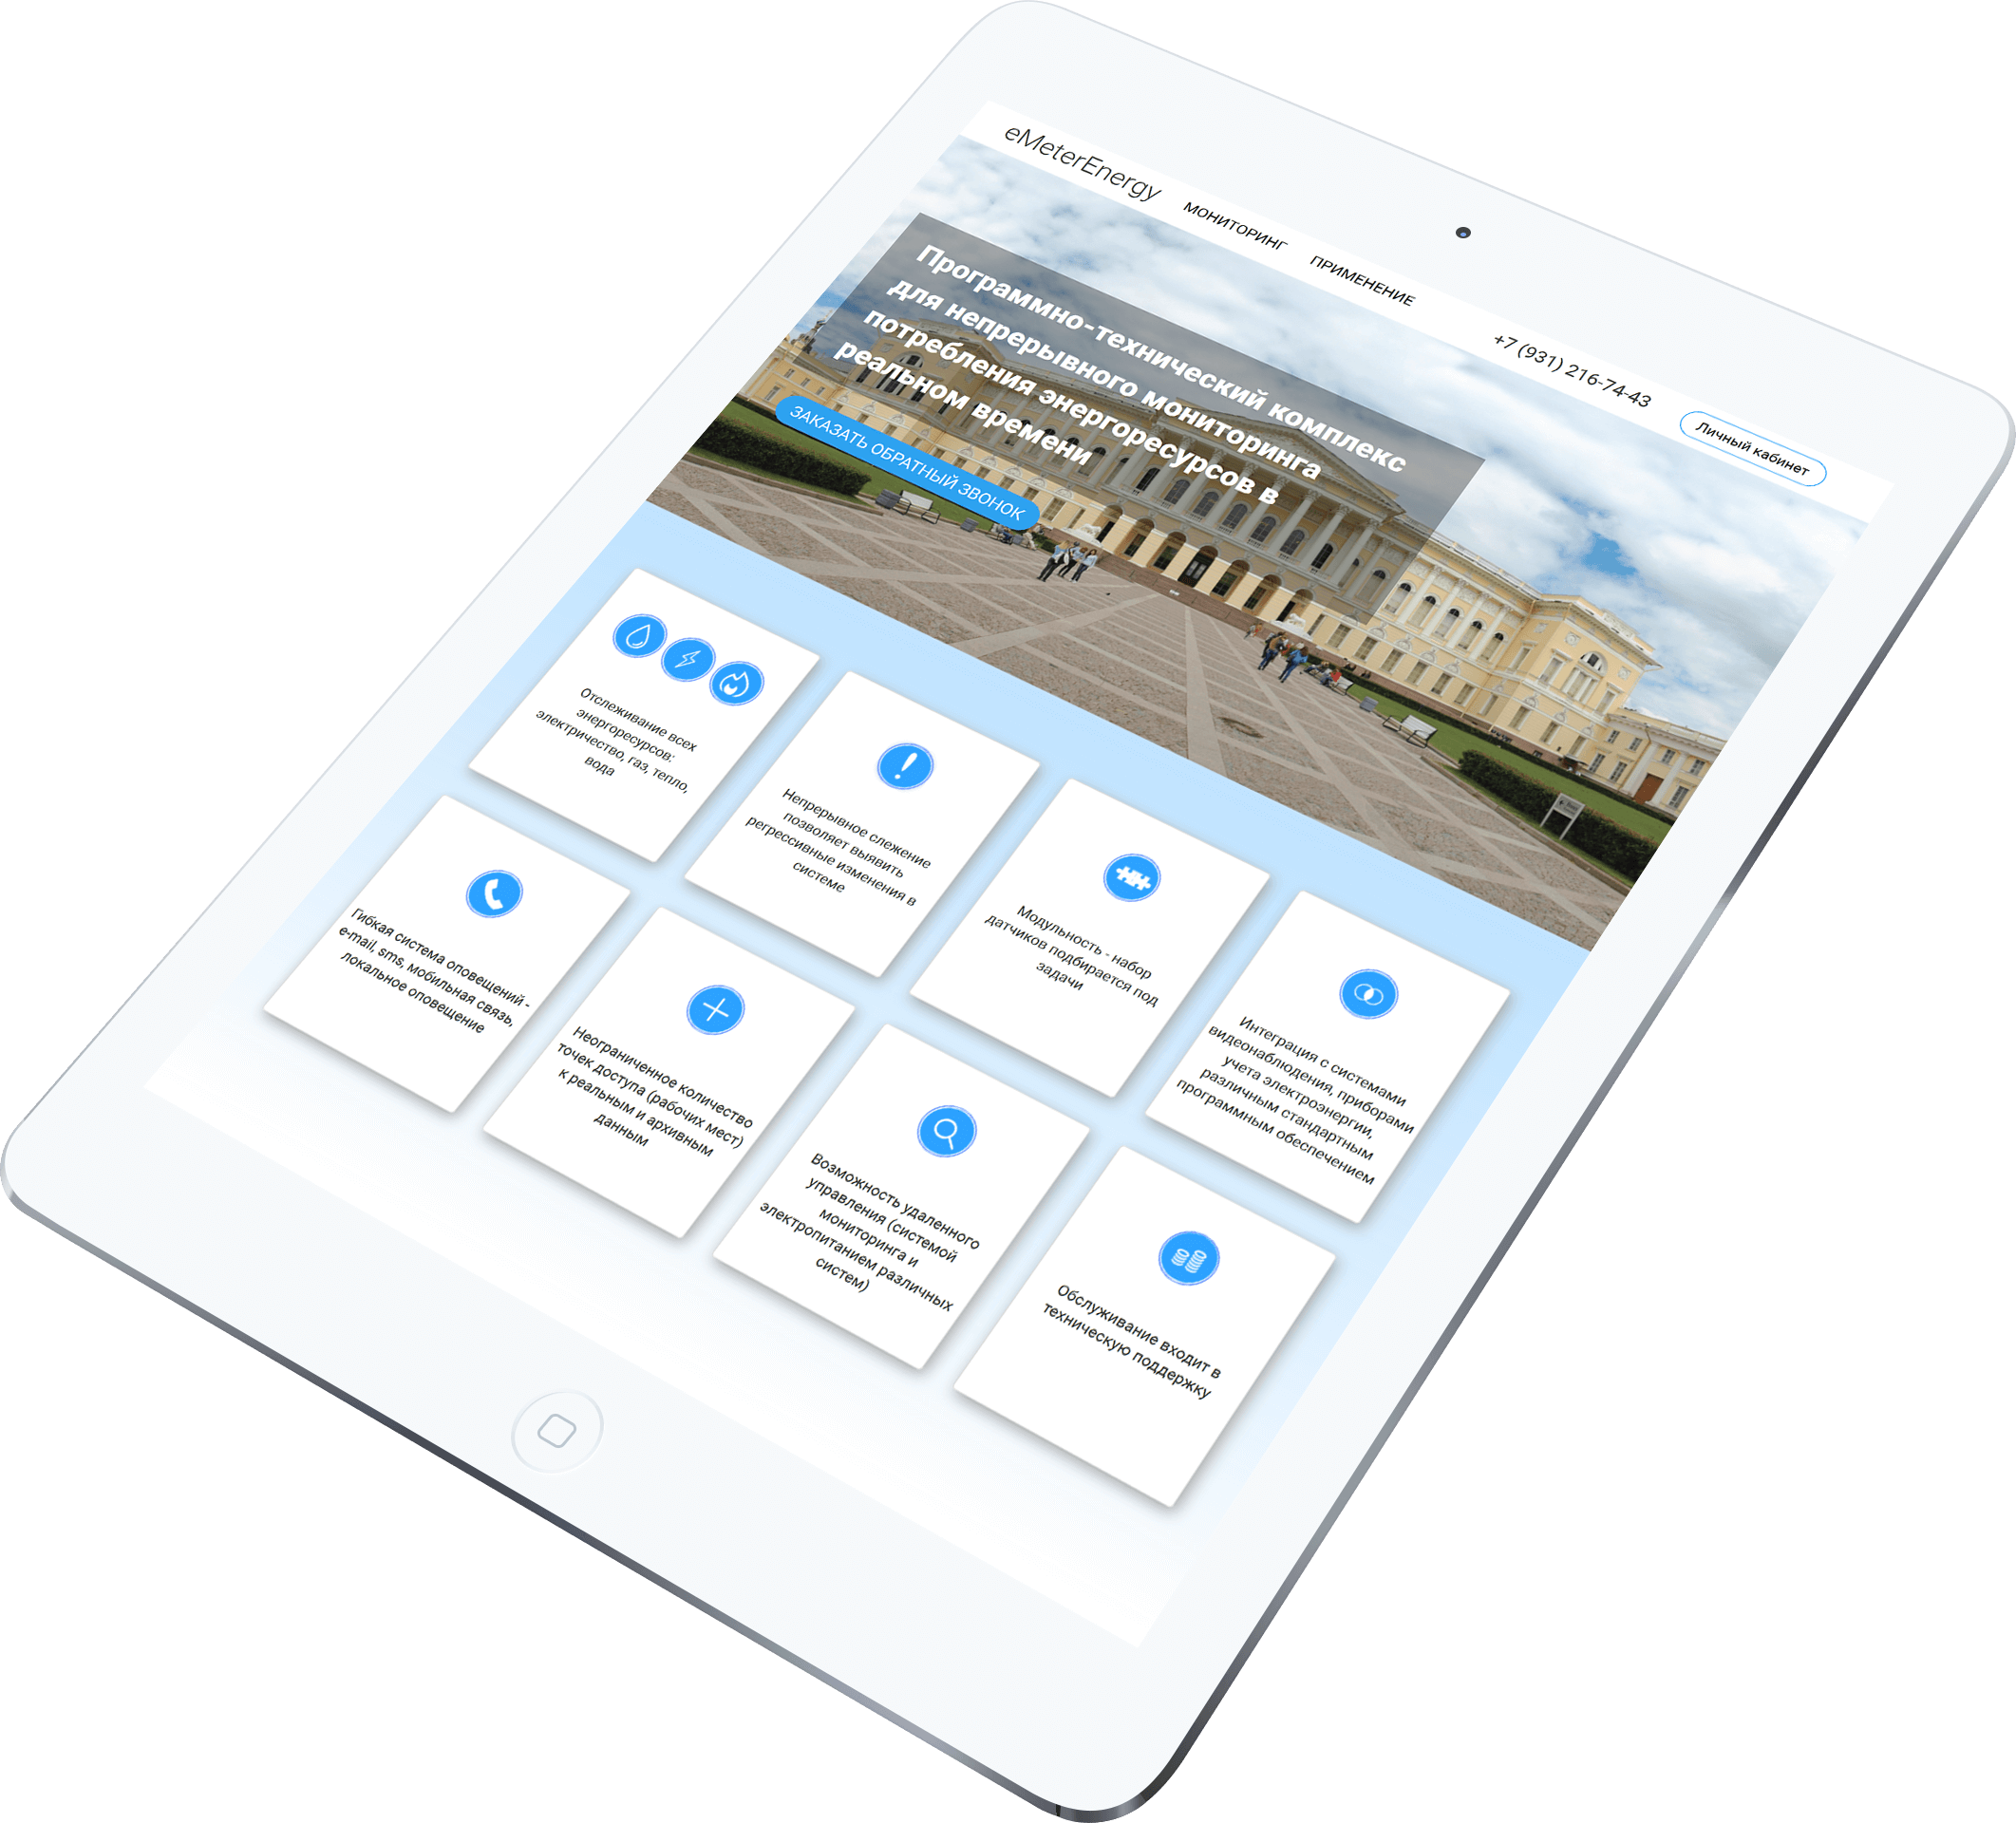 eMeterEnergy
МОНИТОРИНГ
ПРИМЕНЕНИЕ
+7 (931) 216-74-43
Личный кабинет
Программно-технический комплекс
для непрерывного мониторинга
потребления энергоресурсов в
реальном времени
ЗАКАЗАТЬ ОБРАТНЫЙ ЗВОНОК
Отслеживание всех
энергоресурсов:
электричество, газ, тепло,
вода
Непрерывное слежение
позволяет выявить
регрессивные изменения в
системе
Модульность - набор
датчиков подбирается под
задачи
Интеграция с системами
видеонаблюдения, приборами
учета электроэнергии,
различным стандартным
программным обеспечением
Гибкая система оповещений -
e-mail, sms, мобильная связь,
локальное оповещение
Неограниченное количество
точек доступа (рабочих мест)
к реальным и архивным
данным
Возможность удаленного
управления (системой
мониторинга и
электропитанием различных
систем)
Обслуживание входит в
техническую поддержку